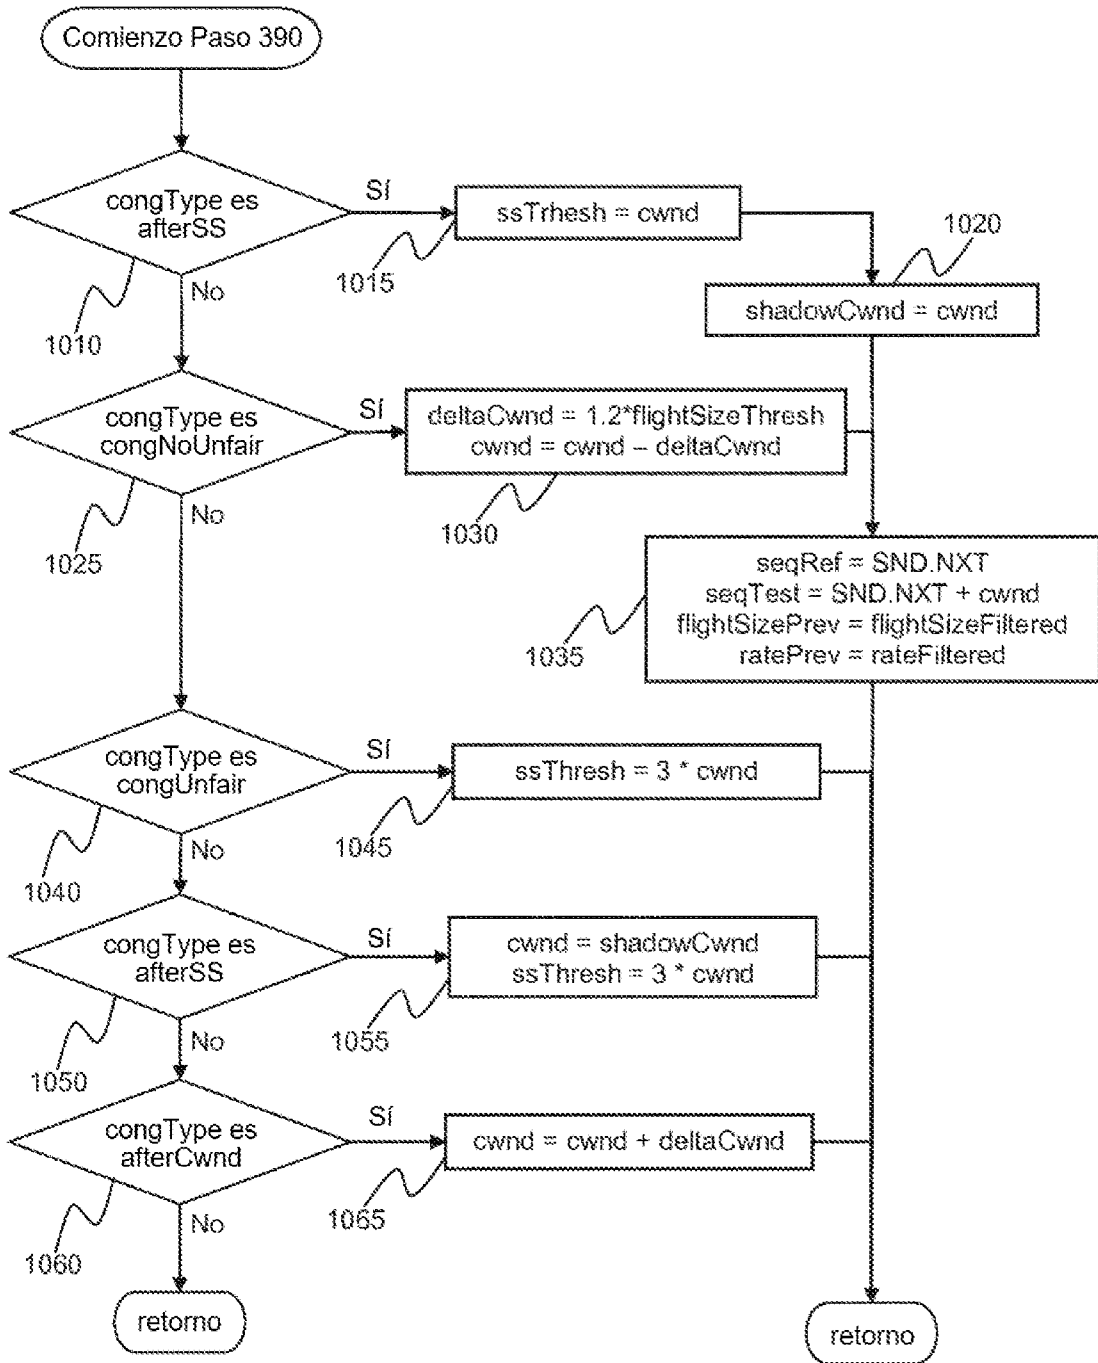 Comienzo Paso 390
congType es
afterSS
Sí
ssTrhesh = cwnd
1020
1015
No
1010
shadowCwnd = cwnd
congType es
congNoUnfair
Sí
deltaCwnd = 1.2*flightSizeThresh
cwnd = cwnd – deltaCwnd
No
1030
1025
seqRef = SND.NXT
seqTest = SND.NXT + cwnd
flightSizePrev = flightSizeFiltered
ratePrev = rateFiltered
1035
congType es
congUnfair
Sí
ssThresh = 3 * cwnd
1045
No
1040
congType es
afterSS
Sí
cwnd = shadowCwnd
ssThresh = 3 * cwnd
1055
No
1050
congType es
afterCwnd
Sí
cwnd = cwnd + deltaCwnd
1065
No
1060
retorno
retorno